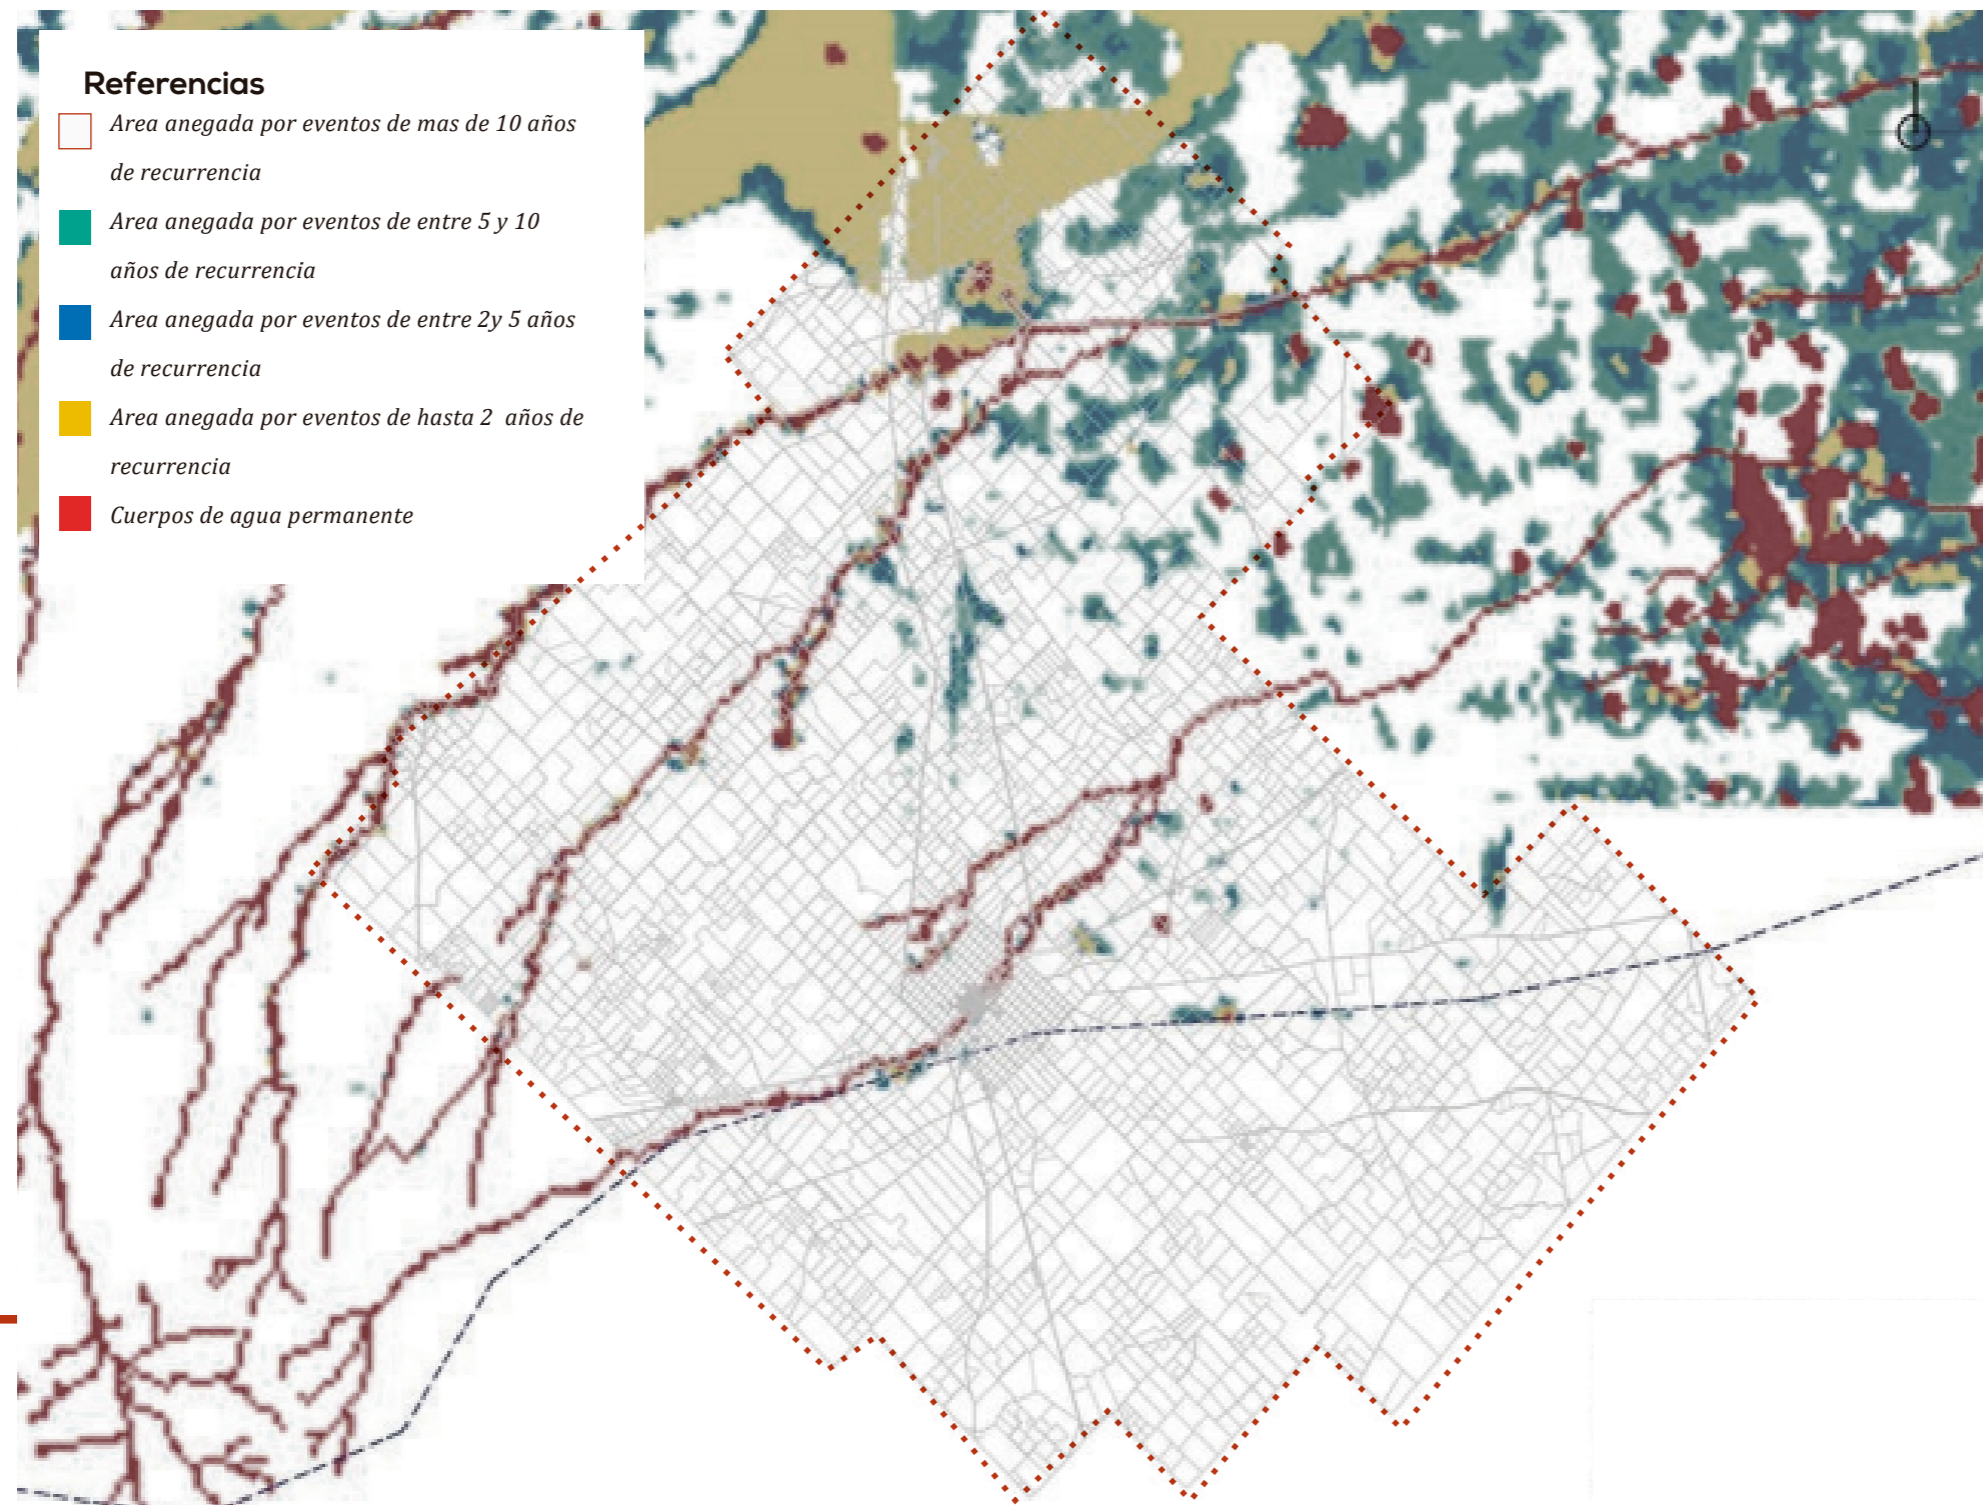 Referencias
Area anegada por eventos de mas de 10 años
de recurrencia
Area anegada por eventos de entre 5 y 10
años de recurrencia
Area anegada por eventos de entre 2y 5 años
de recurrencia
Area anegada por eventos de hasta 2 años de
recurrencia
Cuerpos de agua permanente